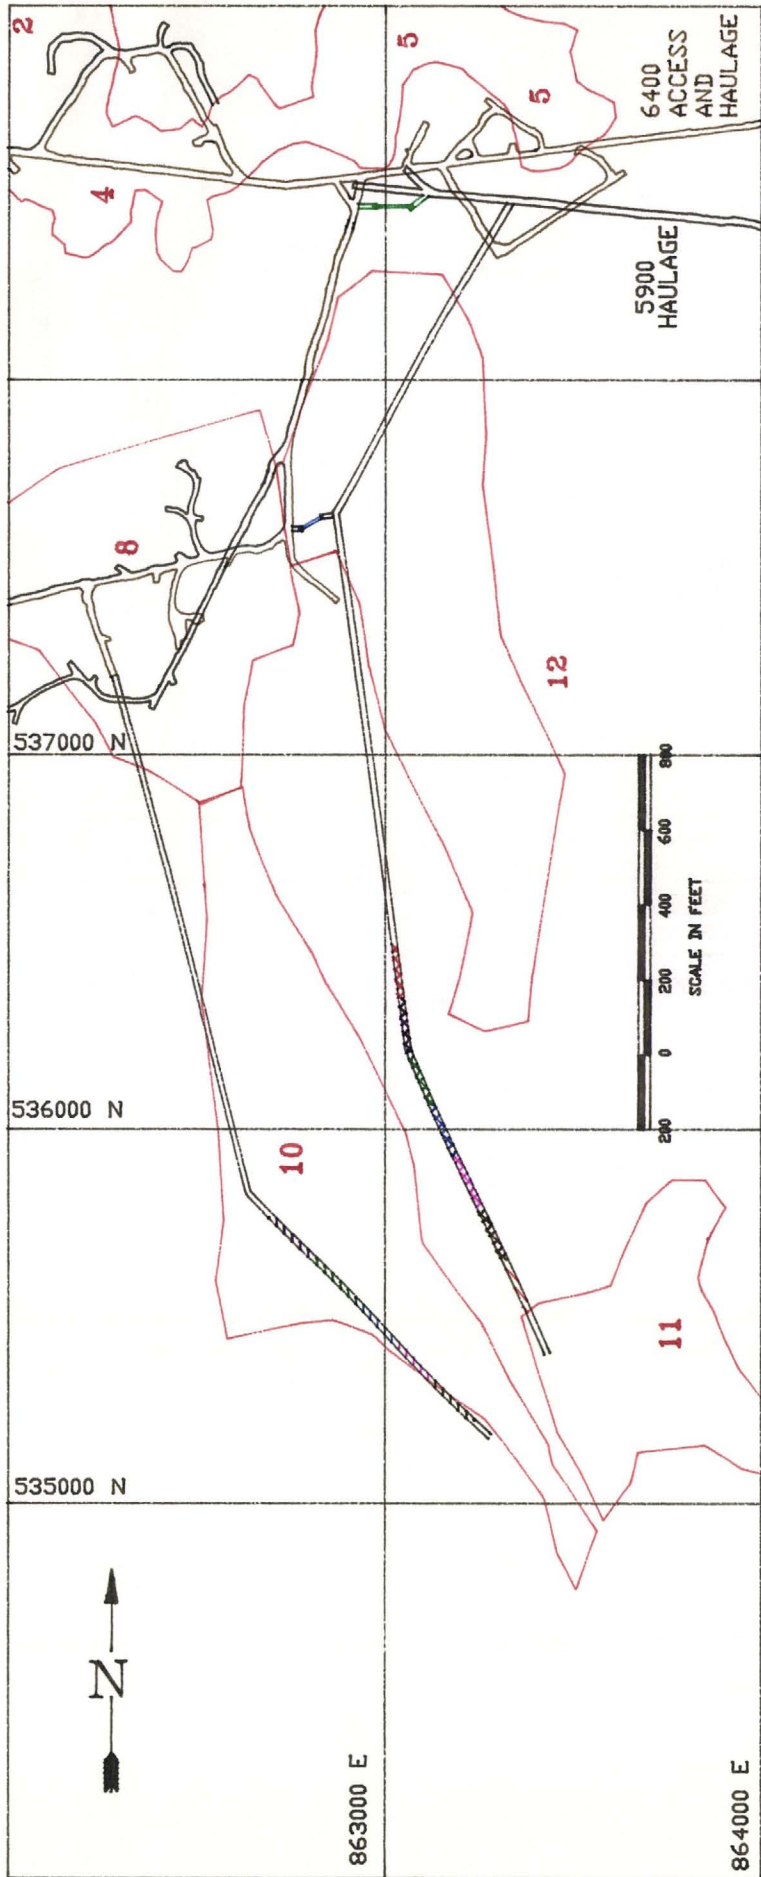 2
5
4
5
6400
ACCESS
AND
HAULAGE
5900
HAULAGE
8
12
537000 N
200 0 200 400 600 800
SCALE IN FEET
536000 N
10
11
535000 N
N
863000 E
864000 E